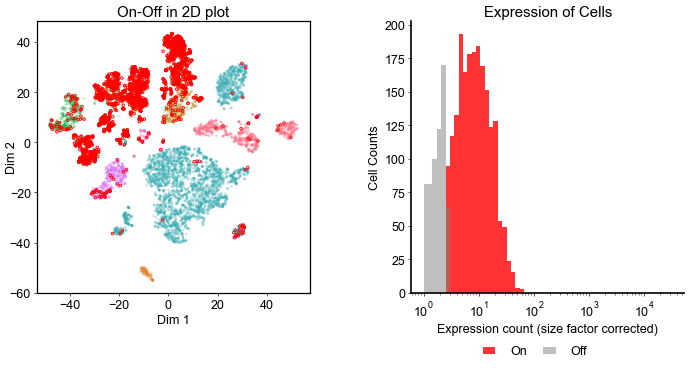 On-Off in 2D plot
40
20
0
−20
−40
−60
Dim 2
−40 −20 0 20 40
Dim 1
Expression of Cells
200
175
150
125
100
75
50
25
0
Cell Counts
10^0 10^1 10^2 10^3 10^4
Expression count (size factor corrected)
On Off